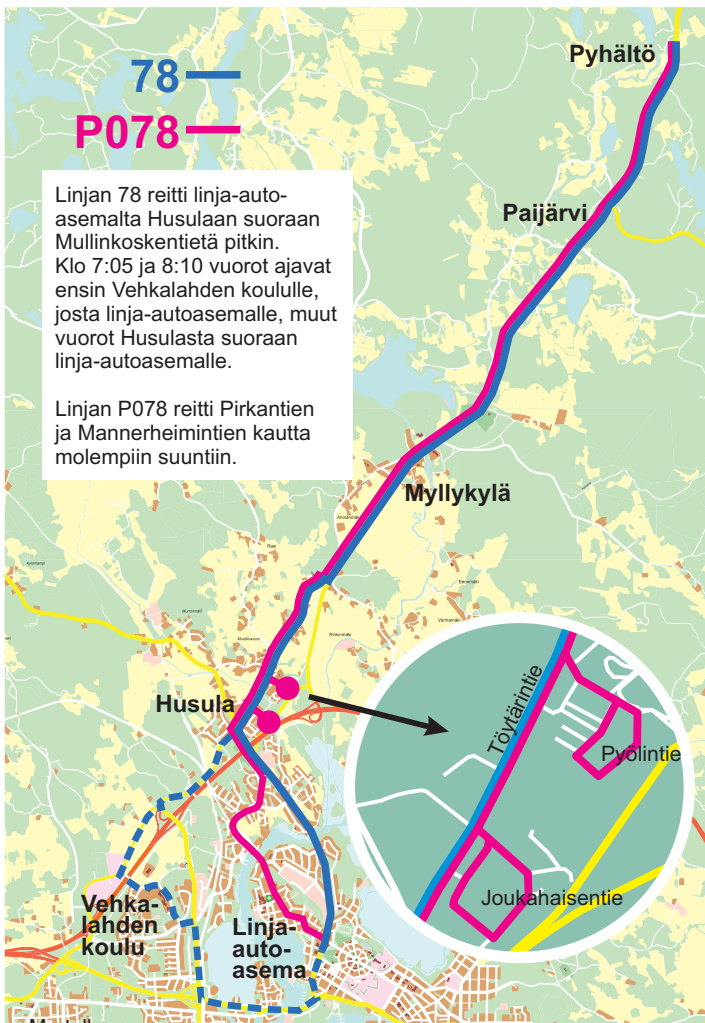 78
P078
Linjan 78 reitti linja-auto-
asemalta Husulaan suoraan
Mullinkoskentietä pitkin.
Klo 7:05 ja 8:10 vuorot ajavat
ensin Vehkalahden koululle,
josta linja-autoasemalle, muut
vuorot Husulasta suoraan
linja-autoasemalle.
Linjan P078 reitti Pirkantien
ja Mannerheimintien kautta
molempiin suuntiin.
Pyhältö
Paijärvi
Myllykylä
Husula
Töytärintie
Pyölintie
Joukahaisentie
Vehka-
lahden
koulu
Linja-
auto-
asema